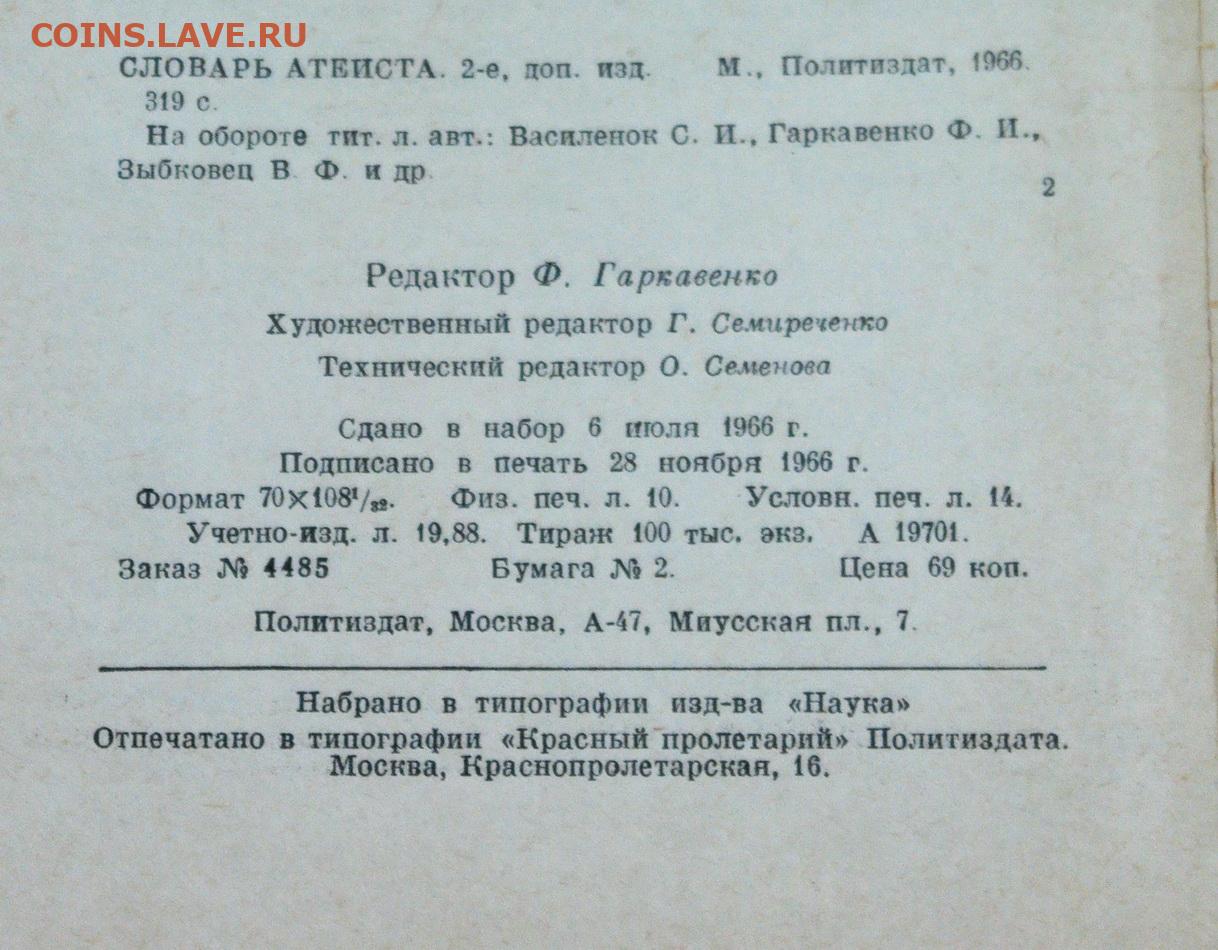 COINS.LAVE.RU
СЛОВАРЬ АТЕИСТА. 2-е, доп. изд. М., Политиздат, 1966.
319 с.
На обороте тит. л. авт.: Василенок С. И., Гаркавенко Ф. И.,
Зыбковец В. Ф. и др.
2
Редактор Ф. Гаркавенко
Художественный редактор Г. Семиреченко
Технический редактор О. Семенова
Сдано в набор 6 июля 1966 г.
Подписано в печать 28 ноября 1966 г.
Формат 70×108¹/₃₂. Физ. печ. л. 10. Условн. печ. л. 14.
Учетно-изд. л. 19,88. Тираж 100 тыс. экз. А 19701.
Заказ № 4485 Бумага № 2. Цена 69 коп.
Политиздат, Москва, А-47, Миусская пл., 7.
Набрано в типографии изд-ва «Наука»
Отпечатано в типографии «Красный пролетарий» Политиздата.
Москва, Краснопролетарская, 16.